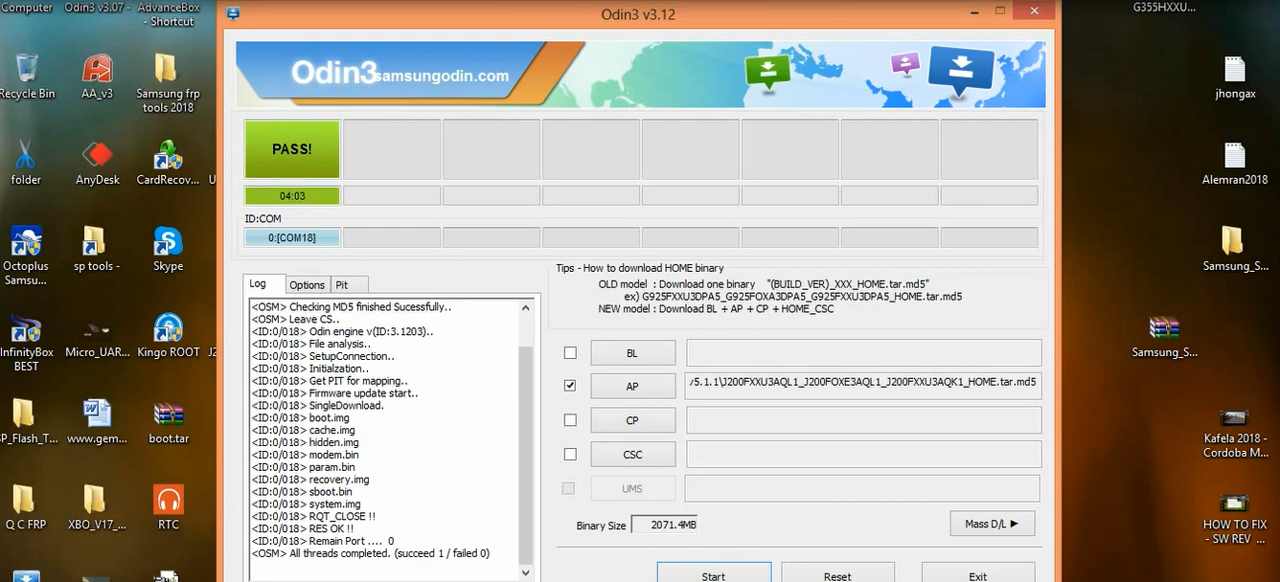 Computer
Odin3 v3.07 -
AdvanceBox
- Shortcut
Recycle Bin
AA_v3
Samsung frp
tools 2018
folder
AnyDesk
CardRecov...
Octoplus
Samsu...
sp tools -
Skype
InfinityBox
BEST
Micro_UAR...
Kingo ROOT
SP_Flash_T...
www.gem...
boot.tar
Q C FRP
XBO_V17_...
RTC
Odin3 v3.12
Odin3
samsungodin.com
PASS!
04:03
ID:COM
0:[COM18]
Log
Options
Pit
<OSM> Checking MD5 finished Sucessfully..
<OSM> Leave CS..
<ID:0/018> Odin engine v(ID:3.1203)..
<ID:0/018> File analysis..
<ID:0/018> SetupConnection..
<ID:0/018> Initialzation..
<ID:0/018> Get PIT for mapping..
<ID:0/018> Firmware update start..
<ID:0/018> SingleDownload.
<ID:0/018> boot.img
<ID:0/018> cache.img
<ID:0/018> hidden.img
<ID:0/018> modem.bin
<ID:0/018> param.bin
<ID:0/018> recovery.img
<ID:0/018> sboot.bin
<ID:0/018> system.img
<ID:0/018> RQT_CLOSE !!
<ID:0/018> RES OK !!
<ID:0/018> Remain Port .... 0
<OSM> All threads completed. (succeed 1 / failed 0)
Tips - How to download HOME binary
OLD model : Download one binary "(BUILD_VER)_XXX_HOME.tar.md5"
ex) G925FXXU3DPA5_G925FOXA3DPA5_G925FXXU3DPA5_HOME.tar.md5
NEW model : Download BL + AP + CP + HOME_CSC
BL
AP
/5.1.1\J200FXXU3AQL1_J200FOXE3AQL1_J200FXXU3AQK1_HOME.tar.md5
CP
CSC
UMS
Binary Size
2071.4MB
Mass D/L ▶
Start
Reset
Exit
G355HXXU...
jhongax
Alemran2018
Samsung_S...
Samsung_S...
Kafela 2018 -
Cordoba M...
HOW TO FIX
- SW REV ...